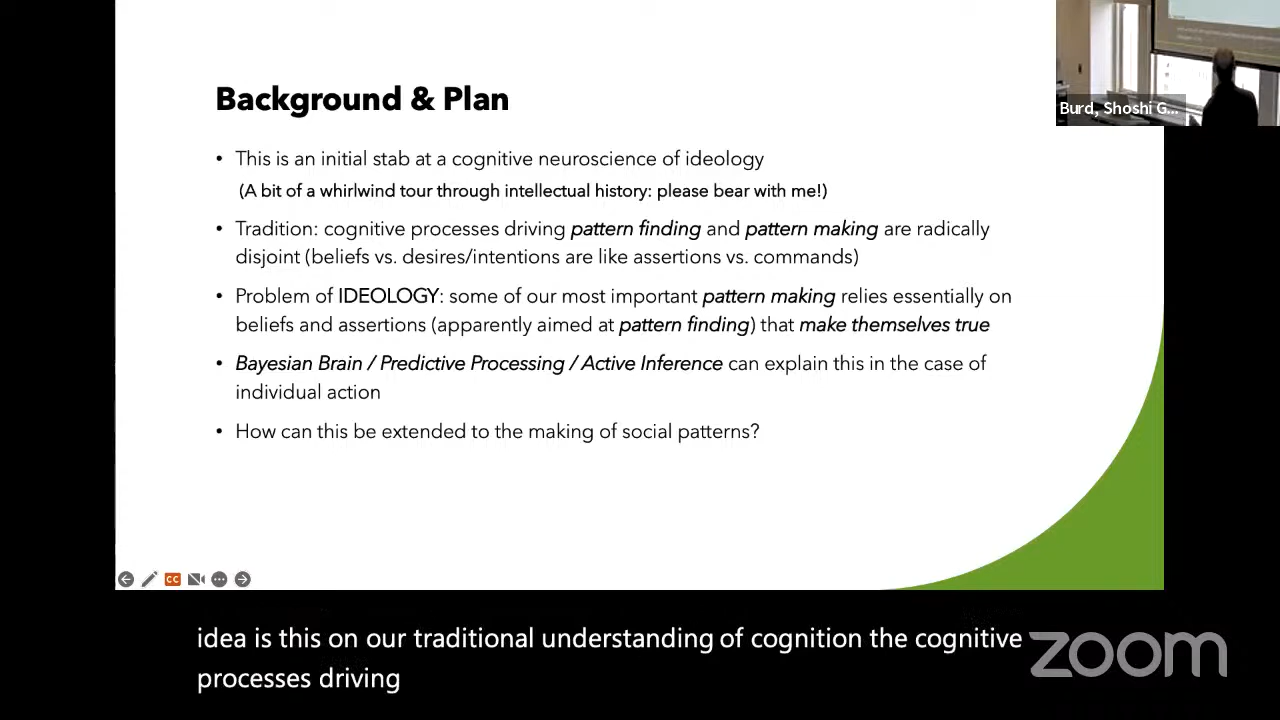 Background & Plan
• This is an initial stab at a cognitive neuroscience of ideology
(A bit of a whirlwind tour through intellectual history: please bear with me!)
• Tradition: cognitive processes driving pattern finding and pattern making are radically
disjoint (beliefs vs. desires/intentions are like assertions vs. commands)
• Problem of IDEOLOGY: some of our most important pattern making relies essentially on
beliefs and assertions (apparently aimed at pattern finding) that make themselves true
• Bayesian Brain / Predictive Processing / Active Inference can explain this in the case of
individual action
• How can this be extended to the making of social patterns?
Burd, Shoshi G...
CC
idea is this on our traditional understanding of cognition the cognitive
processes driving
zoom